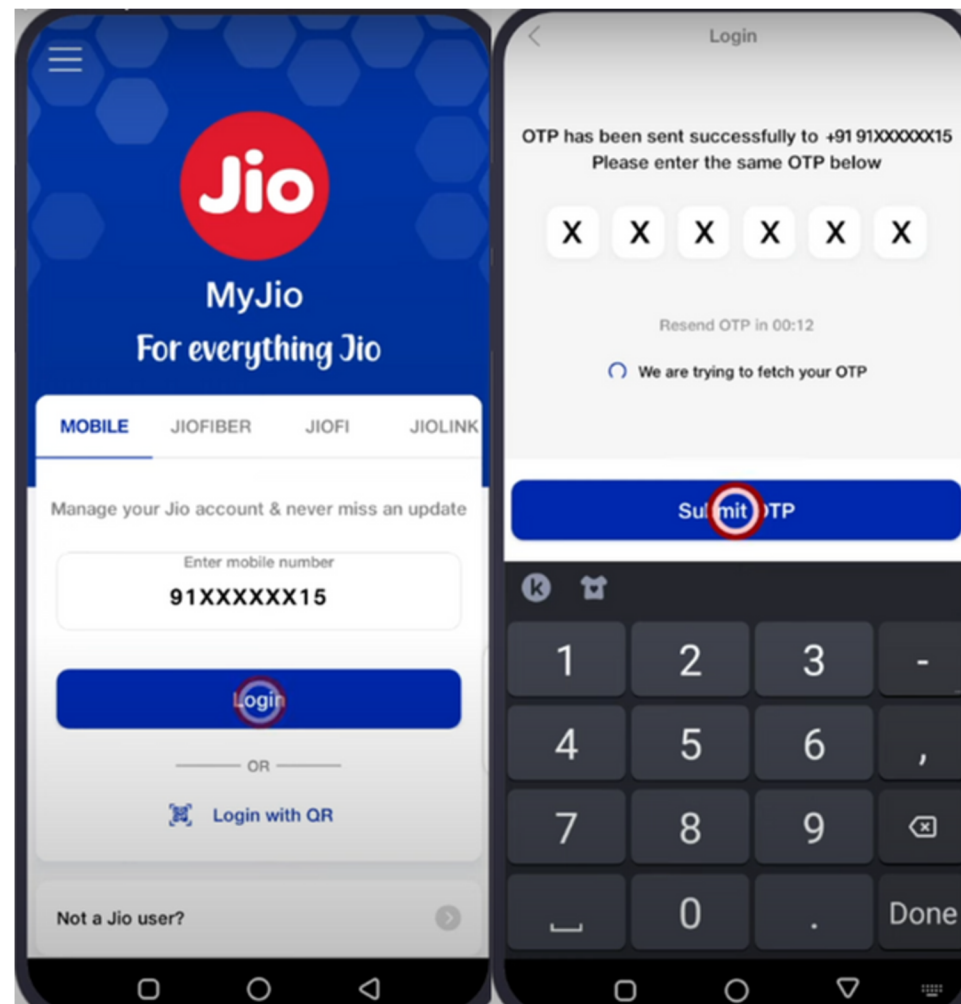 Jio
MyJio
For everything Jio
MOBILE JIOFIBER JIOFI JIOLINK
Manage your Jio account & never miss an update
Enter mobile number
91XXXXXX15
Login
OR
Login with QR
Not a Jio user?
Login
OTP has been sent successfully to +91 91XXXXXX15
Please enter the same OTP below
X X X X X X
Resend OTP in 00:12
We are trying to fetch your OTP
Submit OTP
k
1 2 3 -
4 5 6 ,
7 8 9
0 . Done